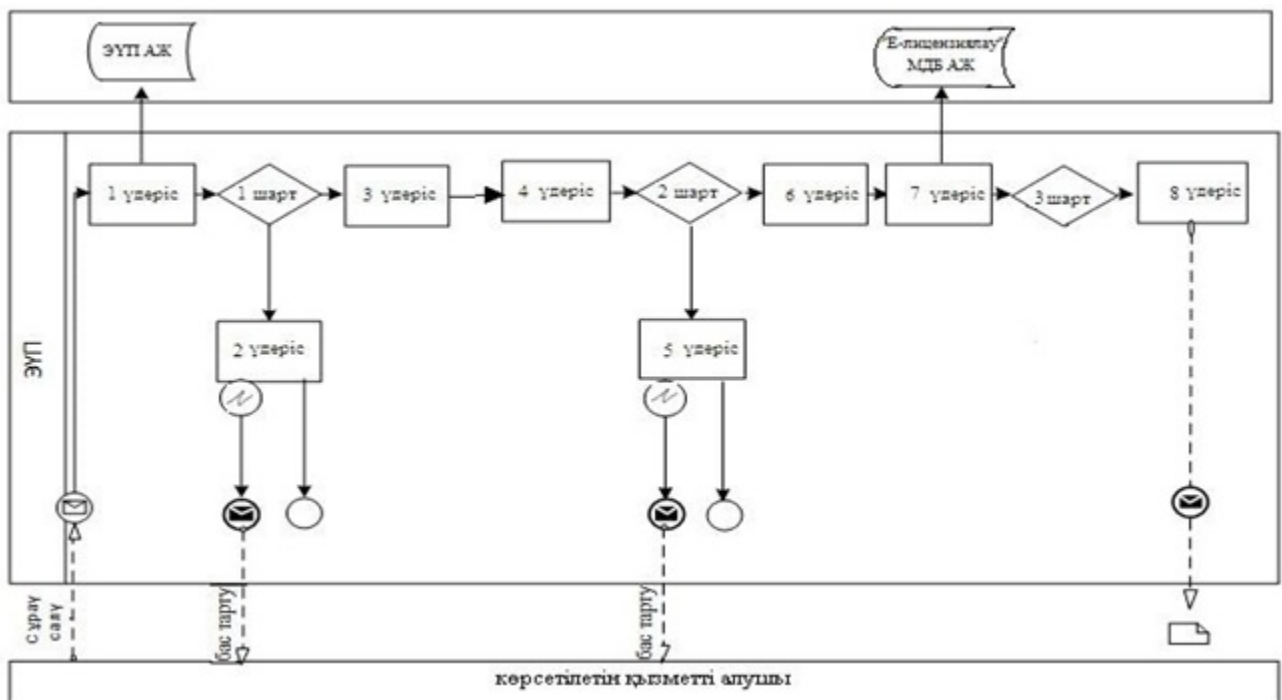 ЭҮП АЖ
"Е-лицензиялау"
МДБ АЖ
1 үдеріс
1 шарт
3 үдеріс
4 үдеріс
2 шарт
6 үдеріс
7 үдеріс
3 шарт
8 үдеріс
2 үдеріс
5 үдеріс
ЭҮП
сұрау
салу
бас тарту
бас тарту
көрсетілетін қызметті алушы